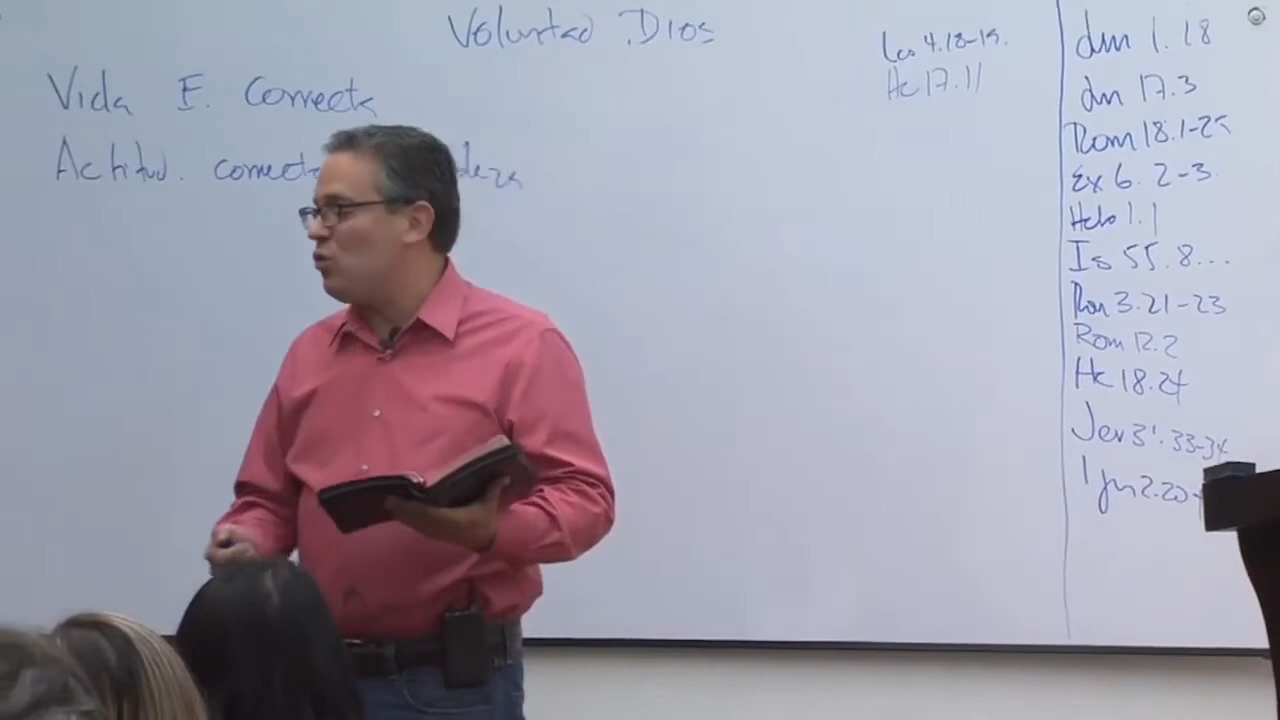 Voluntad Dios
Vida E. Correcta
Actitud. correcta
Luc 4.18-19.
Hc 17.11
Jn 1.18
Jn 17.3
Rom 18.1-25
Ex 6.2-3.
Heb 1.1
Is 55.8...
Rom 3.21-23
Rom 12.2
Hc 18.24
Jer 31.33-34
1 Jn 2.20